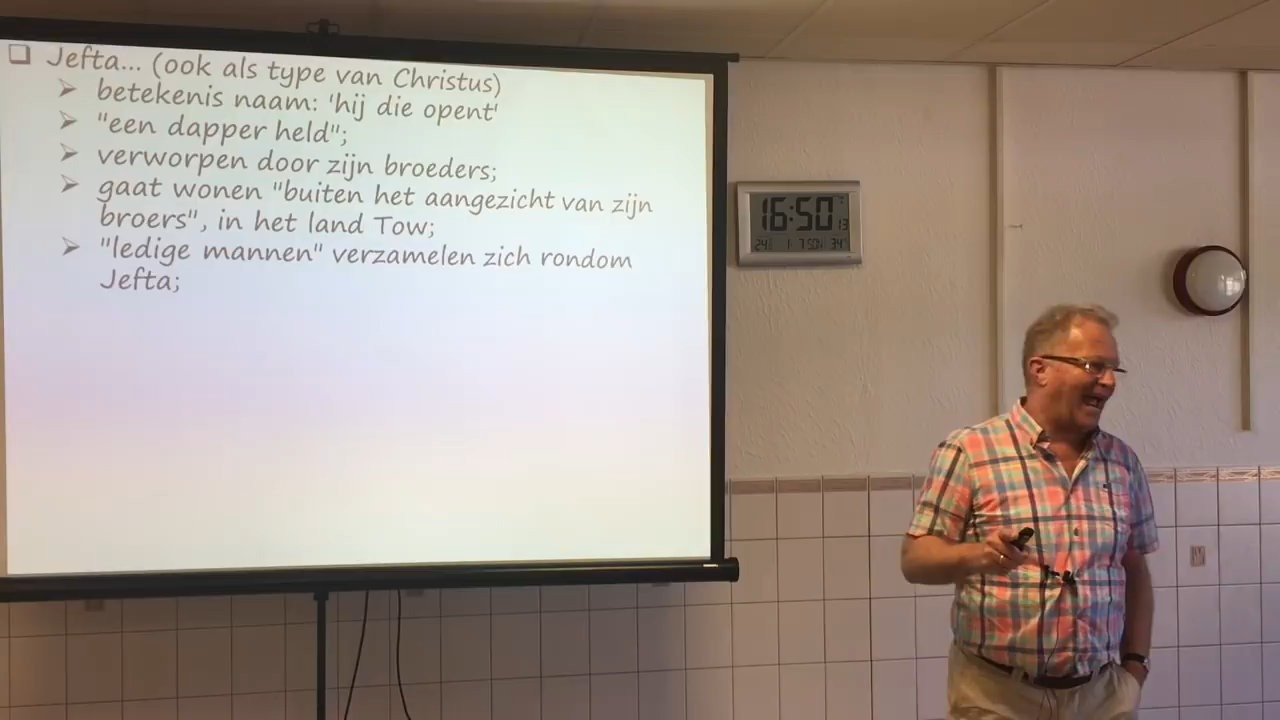 Jefta... (ook als type van Christus)
betekenis naam: 'hij die opent'
"een dapper held";
verworpen door zijn broeders;
gaat wonen "buiten het aangezicht van zijn
broers", in het land Tow;
"ledige mannen" verzamelen zich rondom
Jefta;
16:50